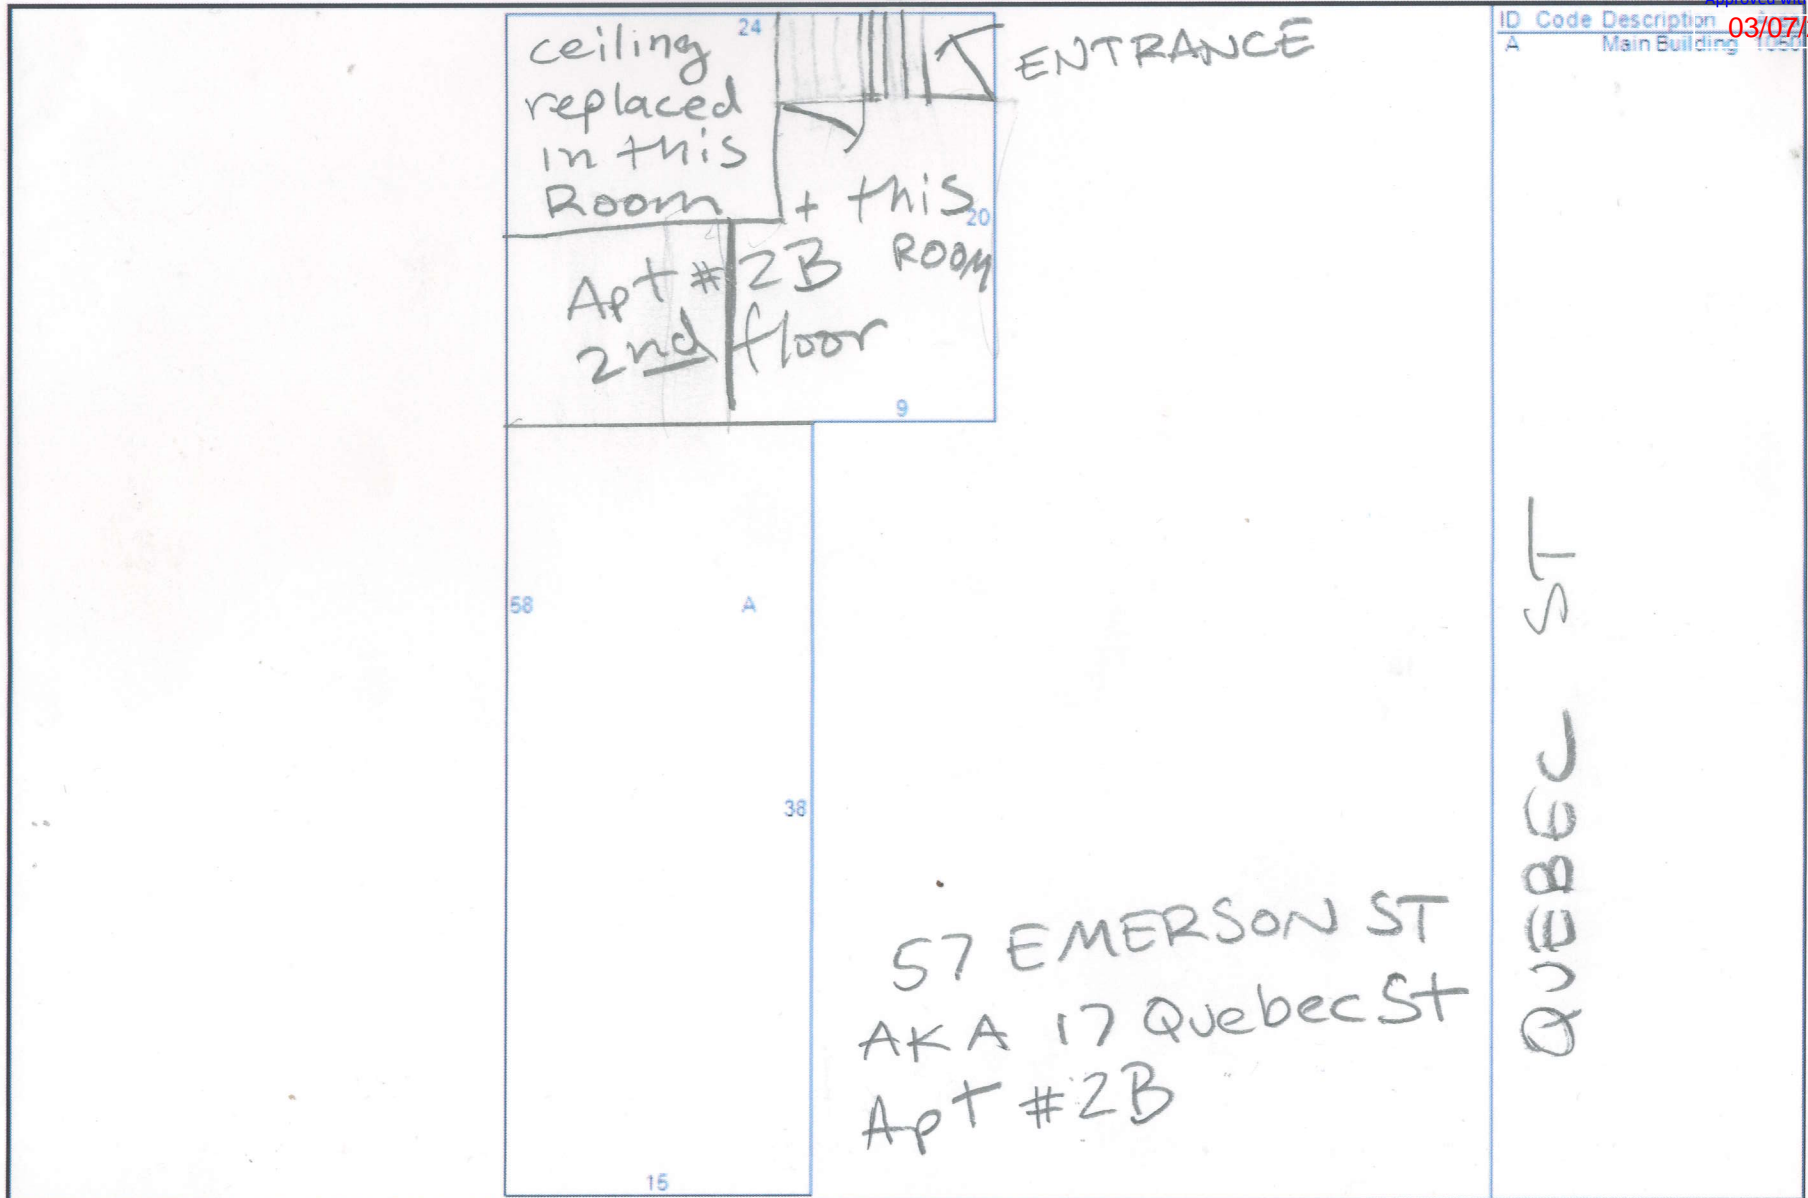 ceiling
replaced
in this
Room
24
ENTRANCE
+ this
ROOM
20
Apt # 2B
2nd floor
9
58
A
38
15
57 EMERSON ST
AKA 17 Quebec St
Apt #2B
QUEBEC ST
ID Code Description
A Main Building
03/07/